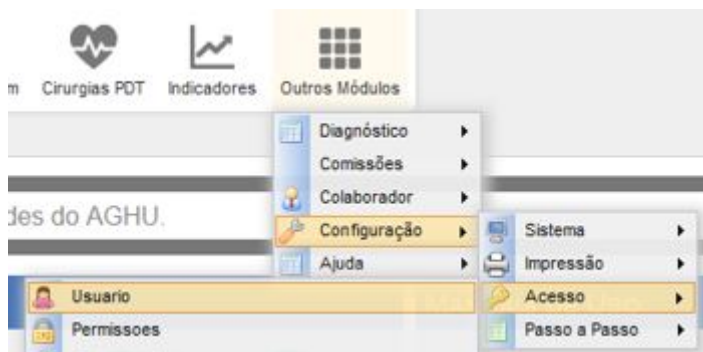 m Cirurgias PDT Indicadores Outros Módulos
Diagnóstico
Comissões
Colaborador
des do AGHU.
Configuração
Sistema
Ajuda
Impressão
Usuario
Acesso
Permissoes
Passo a Passo